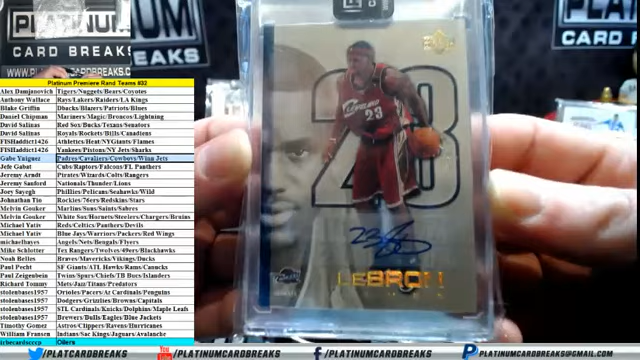 PLATINUM
CARD BREAKS
Platinum Premiere Rand Teams #32
Alex Damjanovich Tigers/Nuggets/Bears/Coyotes
Anthony Wallace Rays/Lakers/Raiders/LA Kings
Blake Griffin Dbacks/Blazers/Patriots/Blues
Daniel Chipman Mariners/Magic/Broncos/Lightning
David Salinas Red Sox/Bucks/Texans/Senators
David Salinas Royals/Rockets/Bills/Canadiens
FISHaddict1426 Athletics/Heat/NYGiants/Flames
FISHaddict1426 Yankees/Pistons/NY Jets/Sharks
Gabe Yniguez Padres/Cavaliers/Cowboys/Winn Jets
Jefe Gabat Cubs/Raptors/Falcons/FL Panthers
Jeremy Arndt Pirates/Wizards/Colts/Rangers
Jeremy Sanford Nationals/Thunder/Lions
Joey Sayegh Phillies/Pelicans/Seahawks/Wild
Johnathan Tio Rockies/76ers/Redskins/Stars
Melvin Gouker Marlins/Suns/Saints/Sabres
Melvin Gouker White Sox/Hornets/Steelers/Chargers/Bruins
Michael Yativ Reds/Celtics/Panthers/Devils
Michael Yativ Blue Jays/Warriors/Packers/Red Wings
michaelhayes Angels/Nets/Bengals/Flyers
Mike Schlotter Tex Rangers/Twolves/49ers/Blackhawks
Noah Belles Braves/Mavericks/Vikings/Ducks
Paul Pecht SF Giants/ATL Hawks/Rams/Canucks
Paul Zeigenbein Twins/Spurs/Chiefs/TB Bucs/Islanders
Richard Tommy Mets/Jazz/Titans/Predators
stolenbases1957 Orioles/Pacers/Ar Cardinals/Penguins
stolenbases1957 Dodgers/Grizzlies/Browns/Capitals
stolenbases1957 STL Cardinals/Knicks/Dolphins/Maple Leafs
stolenbases1957 Brewers/Bulls/Eagles/Blue Jackets
Timothy Gomez Astros/Clippers/Ravens/Hurricanes
William Fransen Indians/Sac Kings/Jaguars/Avalanche
Oilers
23
23
LEBRON
JAMES
/PLATCARDBREAKS
/PLATINUMCARDBREAKS
/PLATINUMCARDBREAKS